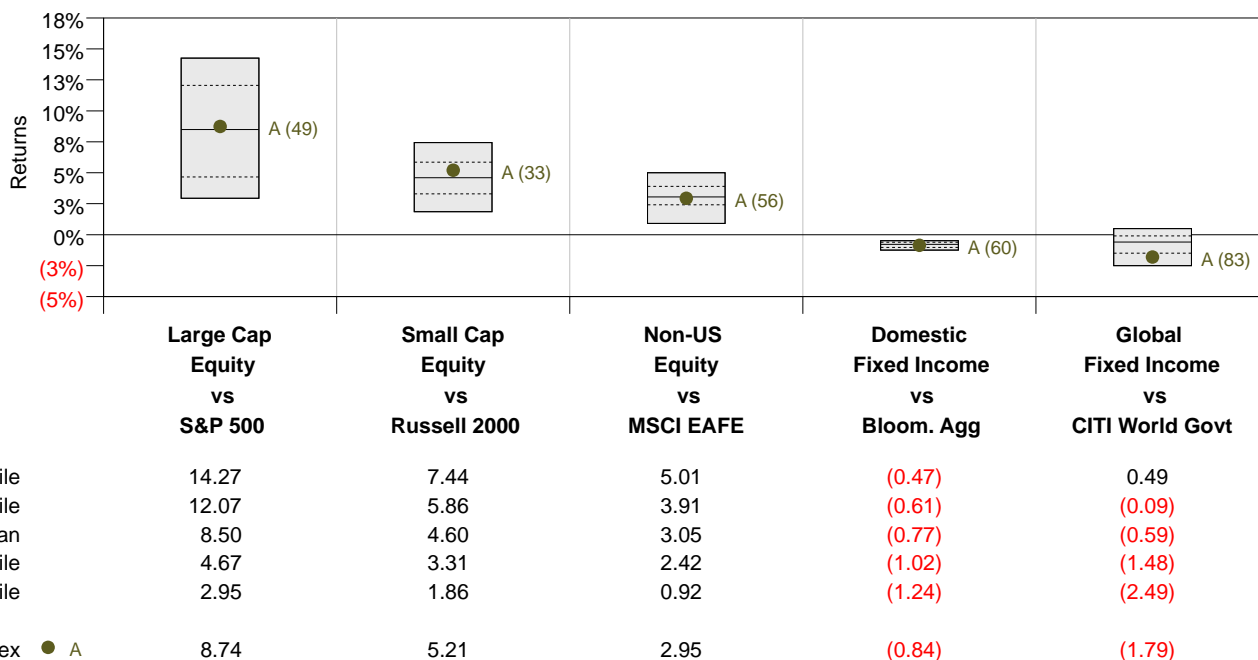 18%
15%
13%
10%
8%
5%
3%
0%
(3%)
(5%)
Returns
A (49)
A (33)
A (56)
A (60)
A (83)
Large Cap
Equity
vs
S&P 500
Small Cap
Equity
vs
Russell 2000
Non-US
Equity
vs
MSCI EAFE
Domestic
Fixed Income
vs
Bloom. Agg
Global
Fixed Income
vs
CITI World Govt
ile 14.27 7.44 5.01 (0.47) 0.49
ile 12.07 5.86 3.91 (0.61) (0.09)
an 8.50 4.60 3.05 (0.77) (0.59)
ile 4.67 3.31 2.42 (1.02) (1.48)
ile 2.95 1.86 0.92 (1.24) (2.49)
ex A 8.74 5.21 2.95 (0.84) (1.79)